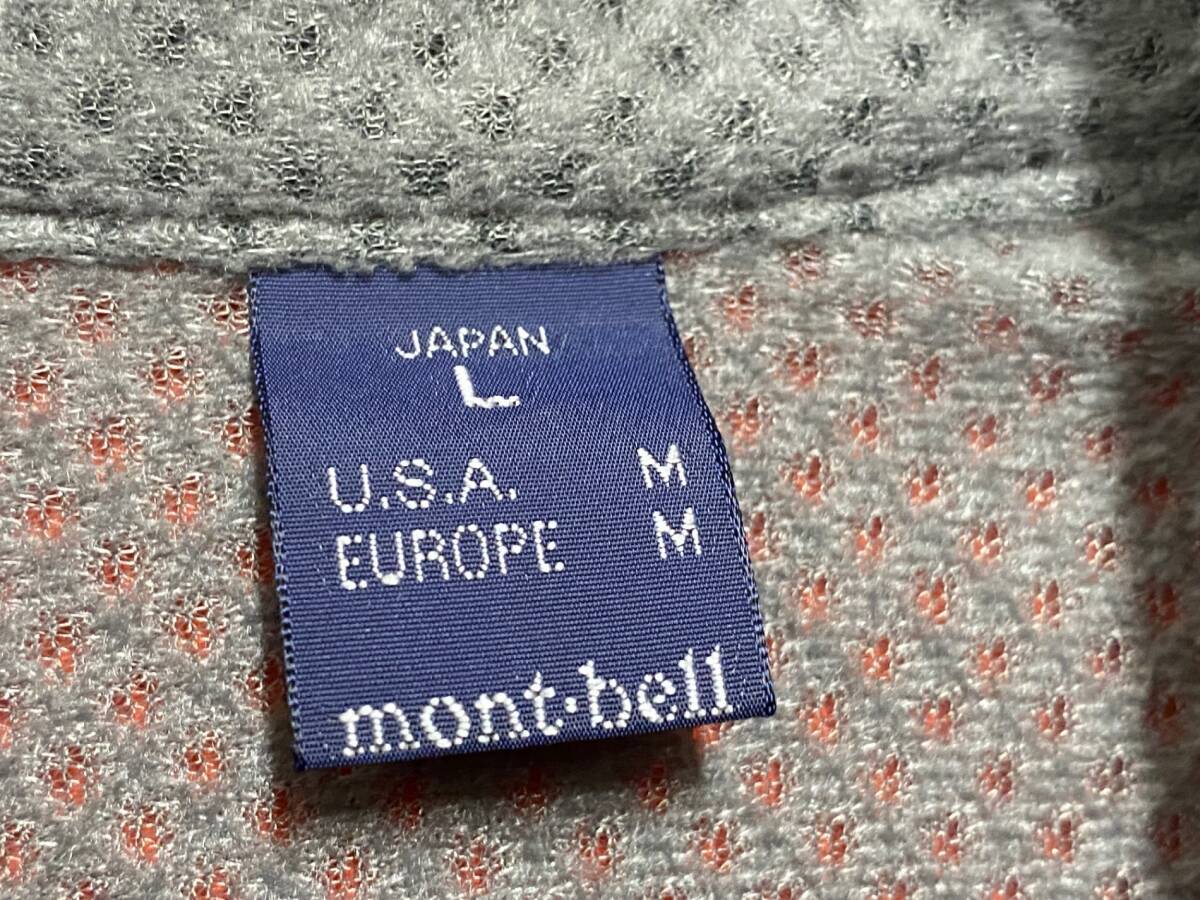 JAPAN
L
U.S.A. M
EUROPE M
mont·bell